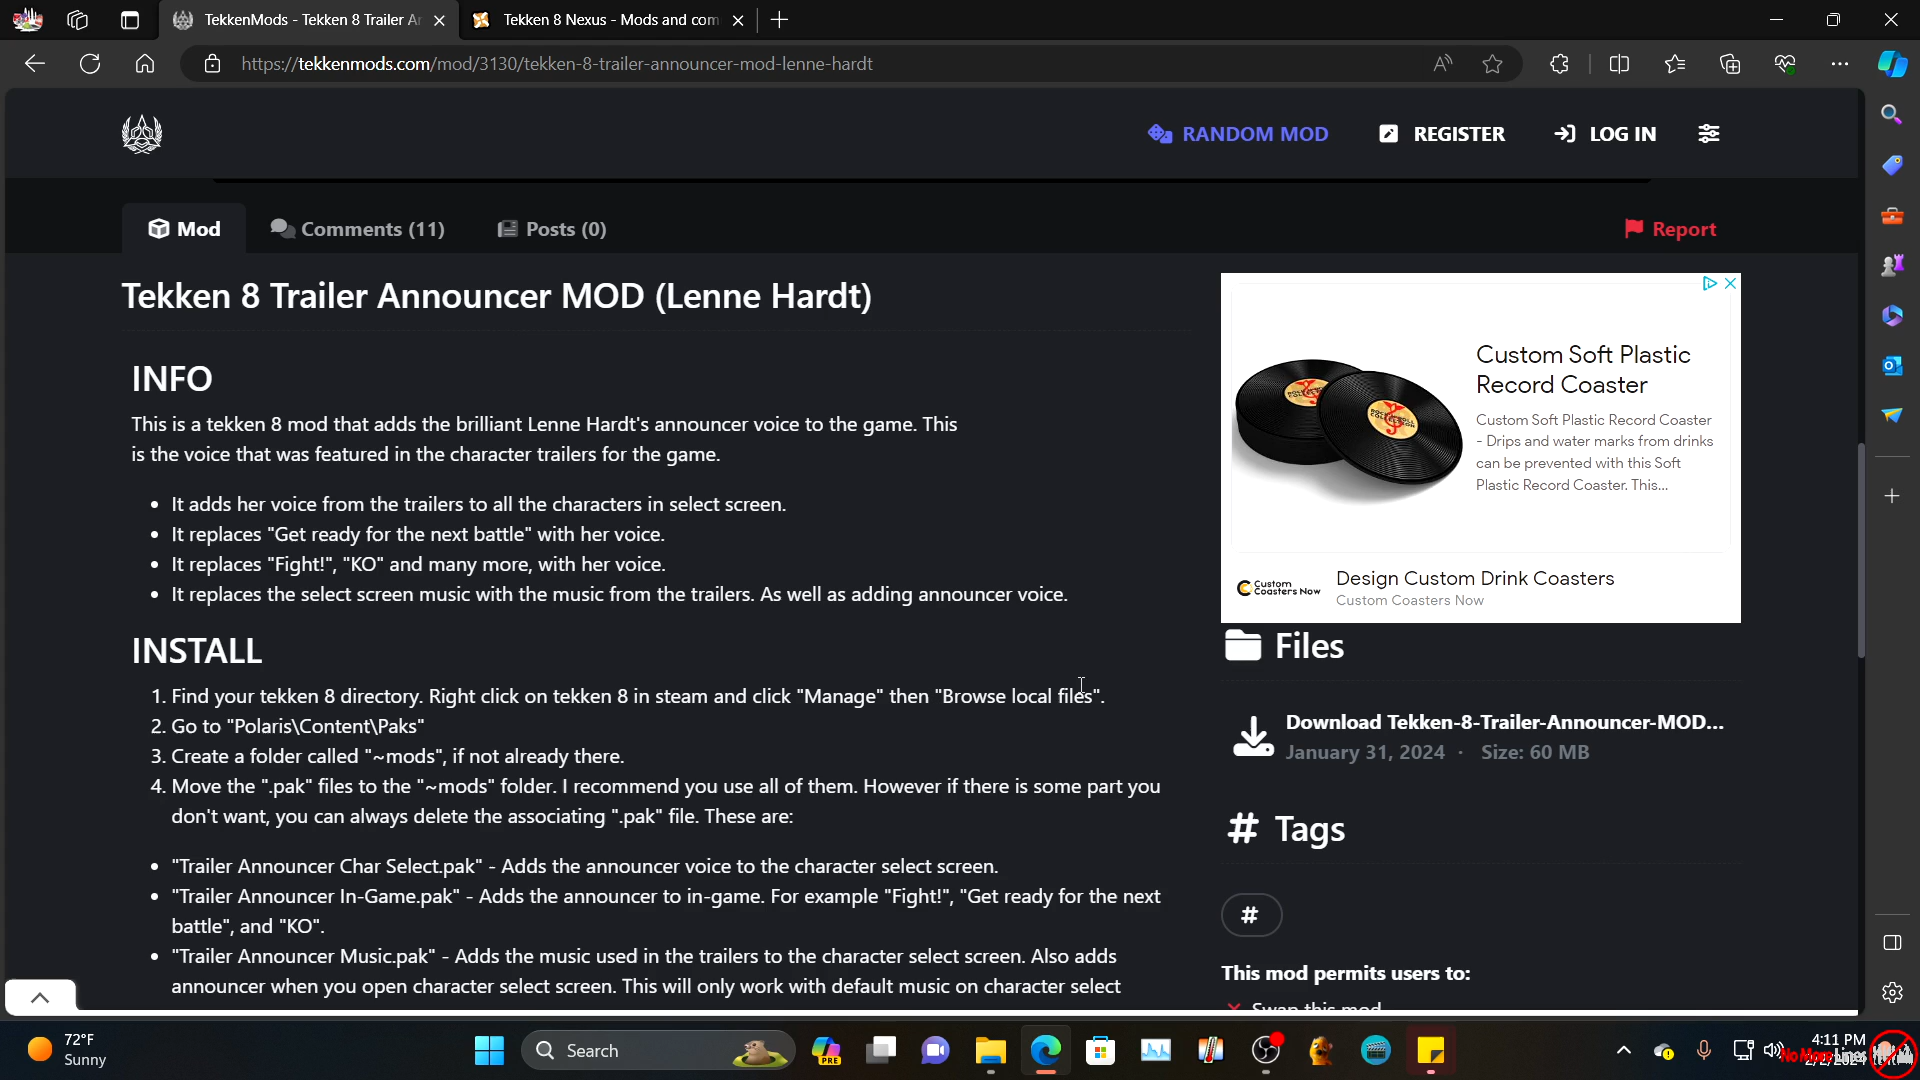 TekkenMods - Tekken 8 Trailer A
Tekken 8 Nexus - Mods and com
https://tekkenmods.com/mod/3130/tekken-8-trailer-announcer-mod-lenne-hardt
RANDOM MOD
REGISTER
LOG IN
Mod
Comments (11)
Posts (0)
Report
Tekken 8 Trailer Announcer MOD (Lenne Hardt)
INFO
This is a tekken 8 mod that adds the brilliant Lenne Hardt's announcer voice to the game. This
is the voice that was featured in the character trailers for the game.
• It adds her voice from the trailers to all the characters in select screen.
• It replaces "Get ready for the next battle" with her voice.
• It replaces "Fight!", "KO" and many more, with her voice.
• It replaces the select screen music with the music from the trailers. As well as adding announcer voice.
INSTALL
1. Find your tekken 8 directory. Right click on tekken 8 in steam and click "Manage" then "Browse local files".
2. Go to "Polaris\Content\Paks"
3. Create a folder called "~mods", if not already there.
4. Move the ".pak" files to the "~mods" folder. I recommend you use all of them. However if there is some part you
don't want, you can always delete the associating ".pak" file. These are:
• "Trailer Announcer Char Select.pak" - Adds the announcer voice to the character select screen.
• "Trailer Announcer In-Game.pak" - Adds the announcer to in-game. For example "Fight!", "Get ready for the next
battle", and "KO".
• "Trailer Announcer Music.pak" - Adds the music used in the trailers to the character select screen. Also adds
announcer when you open character select screen. This will only work with default music on character select
Custom Soft Plastic
Record Coaster
Custom Soft Plastic Record Coaster
- Drips and water marks from drinks
can be prevented with this Soft
Plastic Record Coaster. This...
Custom
Coasters Now
Design Custom Drink Coasters
Custom Coasters Now
Files
Download Tekken-8-Trailer-Announcer-MOD...
January 31, 2024 · Size: 60 MB
# Tags
#
This mod permits users to:
Swap this mod
72°F
Sunny
Search
PRE
4:11 PM
2/2/2024
No More Lines